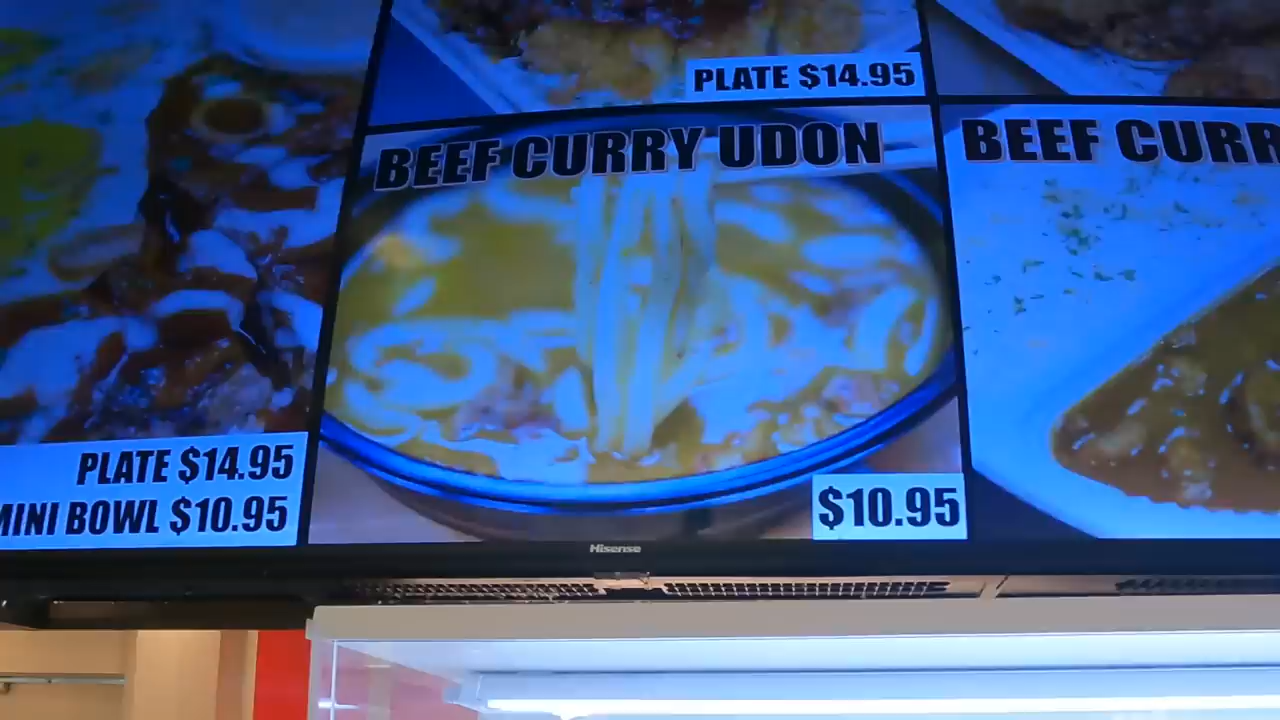 PLATE $14.95
BEEF CURRY UDON
BEEF CURR
PLATE $14.95
MINI BOWL $10.95
$10.95
Hisense